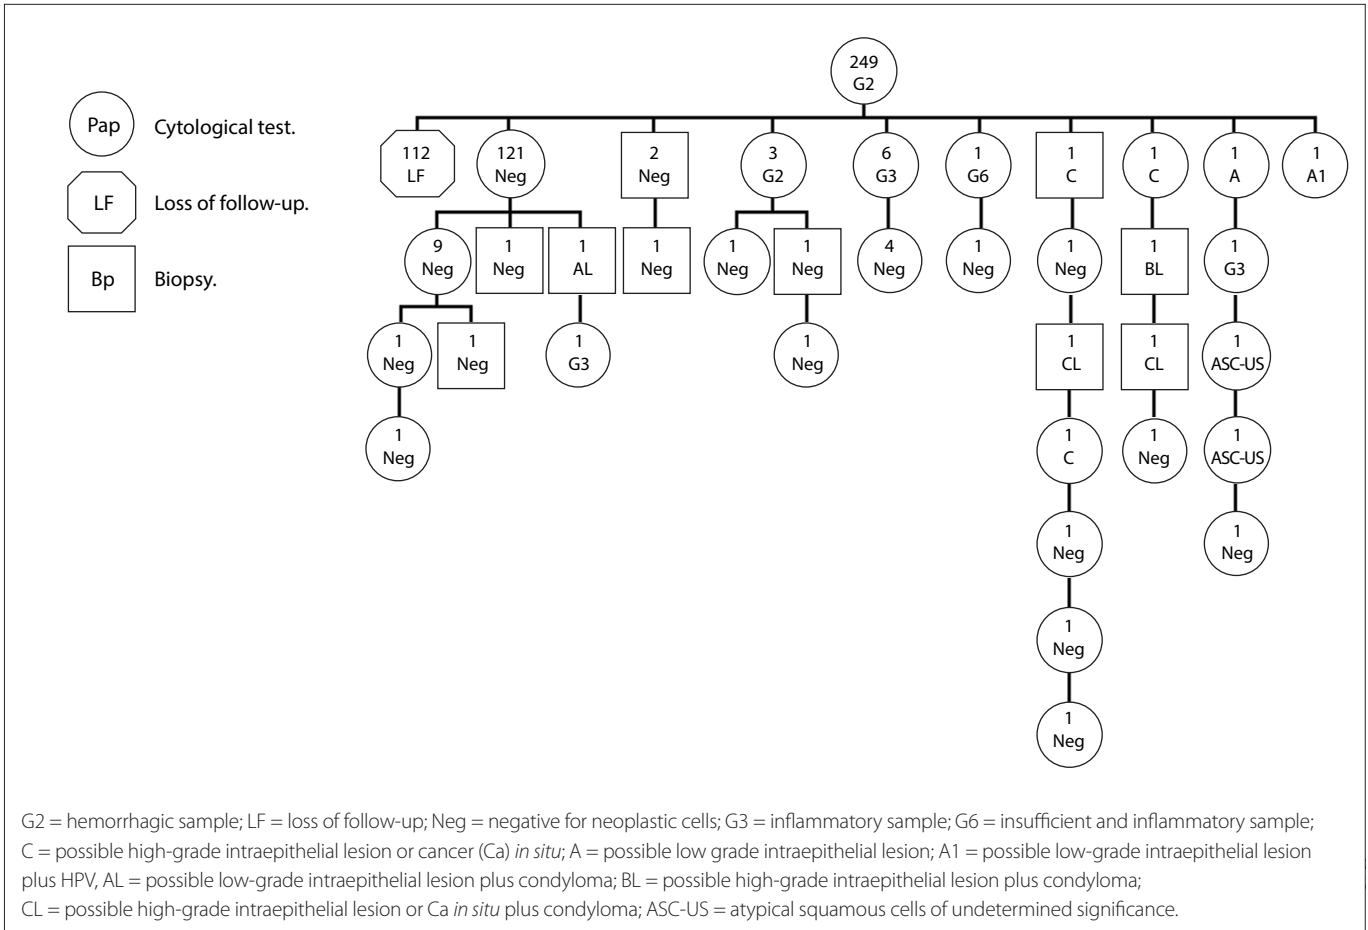 249
G2
Pap
Cytological test.
LF
Loss of follow-up.
Bp
Biopsy.
112
LF
121
Neg
2
Neg
3
G2
6
G3
1
G6
1
C
1
C
1
A
1
A1
9
Neg
1
Neg
1
AL
1
Neg
1
Neg
1
Neg
4
Neg
1
Neg
1
Neg
1
BL
1
G3
1
Neg
1
Neg
1
G3
1
Neg
1
CL
1
CL
1
ASC-US
1
Neg
1
C
1
Neg
1
ASC-US
1
Neg
1
Neg
1
Neg
1
Neg
G2 = hemorrhagic sample; LF = loss of follow-up; Neg = negative for neoplastic cells; G3 = inflammatory sample; G6 = insufficient and inflammatory sample;
C = possible high-grade intraepithelial lesion or cancer (Ca) in situ; A = possible low grade intraepithelial lesion; A1 = possible low-grade intraepithelial lesion
plus HPV, AL = possible low-grade intraepithelial lesion plus condyloma; BL = possible high-grade intraepithelial lesion plus condyloma;
CL = possible high-grade intraepithelial lesion or Ca in situ plus condyloma; ASC-US = atypical squamous cells of undetermined significance.